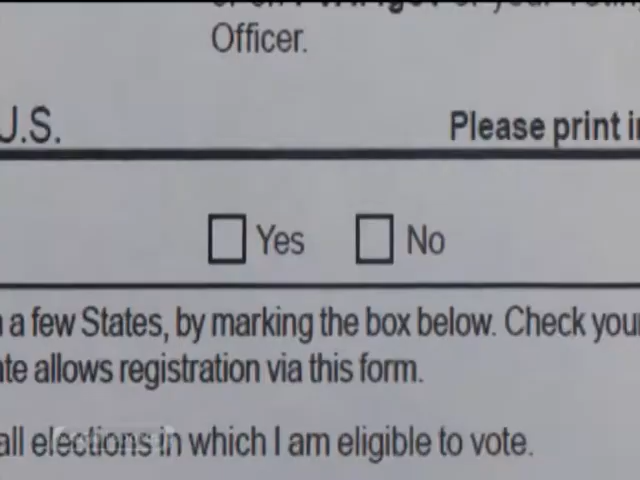 Officer.
J.S. Please print
Yes No
a few States, by marking the box below. Check your
allows registration via this form.
all elections in which I am eligible to vote.